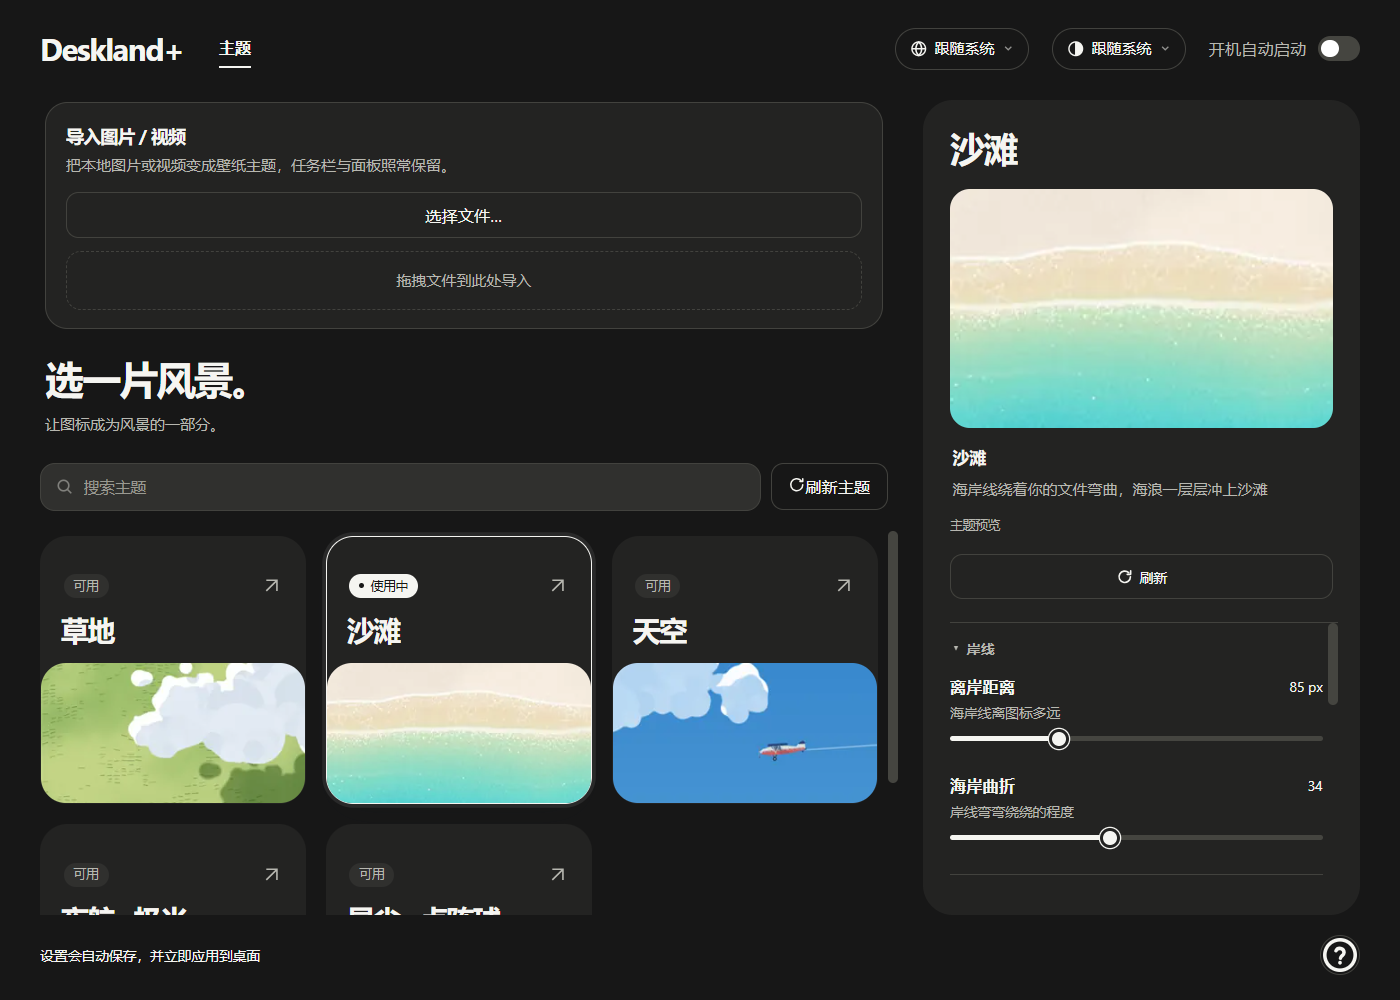 Deskland+
主题
跟随系统
跟随系统
开机自动启动
导入图片 / 视频
把本地图片或视频变成壁纸主题，任务栏与面板照常保留。
选择文件...
拖拽文件到此处导入
选一片风景。
让图标成为风景的一部分。
搜索主题
刷新主题
可用
草地
使用中
沙滩
可用
天空
可用
可用
沙滩
沙滩
海岸线绕着你的文件弯曲，海浪一层层冲上沙滩
主题预览
刷新
岸线
离岸距离
85 px
海岸线离图标多远
海岸曲折
34
岸线弯弯绕绕的程度
设置会自动保存，并立即应用到桌面